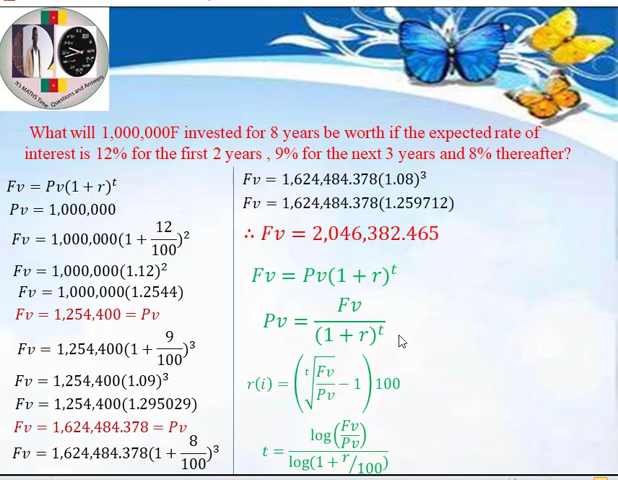 It's MATHS Time, Questions and Answers
What will 1,000,000F invested for 8 years be worth if the expected rate of
interest is 12% for the first 2 years , 9% for the next 3 years and 8% thereafter?
Fv = Pv(1 + r)^t
Pv = 1,000,000
Fv = 1,000,000(1 + 12/100)^2
Fv = 1,000,000(1.12)^2
Fv = 1,000,000(1.2544)
Fv = 1,254,400 = Pv
Fv = 1,254,400(1 + 9/100)^3
Fv = 1,254,400(1.09)^3
Fv = 1,254,400(1.295029)
Fv = 1,624,484.378 = Pv
Fv = 1,624,484.378(1 + 8/100)^3
Fv = 1,624,484.378(1.08)^3
Fv = 1,624,484.378(1.259712)
∴ Fv = 2,046,382.465
Fv = Pv(1 + r)^t
Pv = Fv/(1 + r)^t
r(i) = (t√(Fv/Pv) − 1)100
t = log(Fv/Pv)/log(1 + r/100)